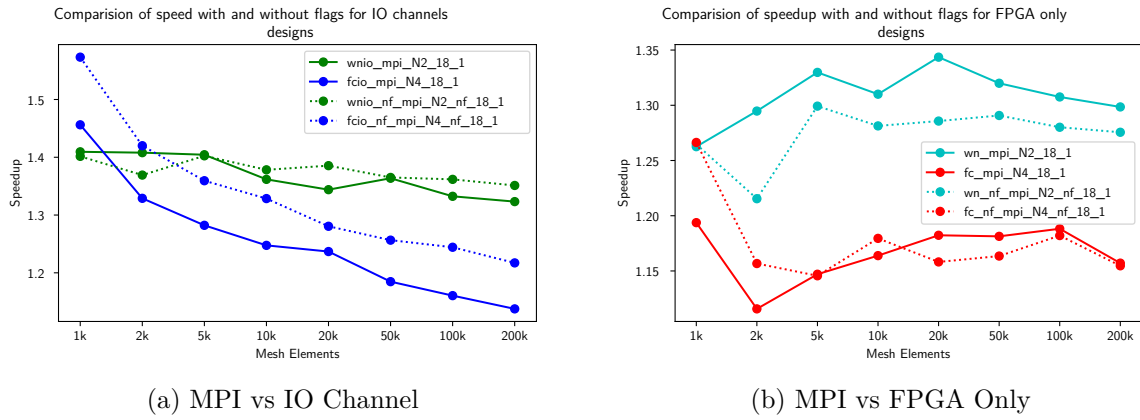 Comparision of speed with and without flags for IO channels
designs
Speedup
1.5
1.4
1.3
1.2
wnio_mpi_N2_18_1
fcio_mpi_N4_18_1
wnio_nf_mpi_N2_nf_18_1
fcio_nf_mpi_N4_nf_18_1
1k 2k 5k 10k 20k 50k 100k 200k
Mesh Elements
(a) MPI vs IO Channel
Comparision of speedup with and without flags for FPGA only
designs
Speedup
1.35
1.30
1.25
1.20
1.15
wn_mpi_N2_18_1
fc_mpi_N4_18_1
wn_nf_mpi_N2_nf_18_1
fc_nf_mpi_N4_nf_18_1
1k 2k 5k 10k 20k 50k 100k 200k
Mesh Elements
(b) MPI vs FPGA Only